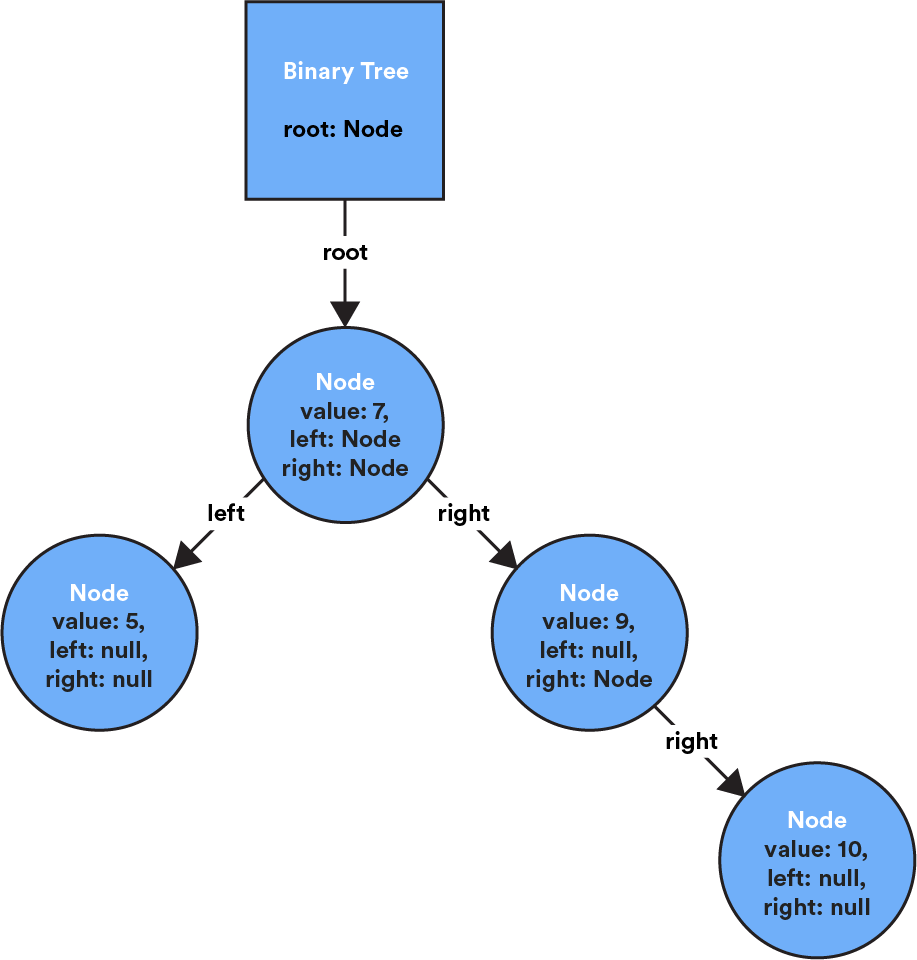 Binary Tree
root: Node
root
Node
value: 7,
left: Node
right: Node
left
right
Node
value: 5,
left: null,
right: null
Node
value: 9,
left: null,
right: Node
right
Node
value: 10,
left: null,
right: null